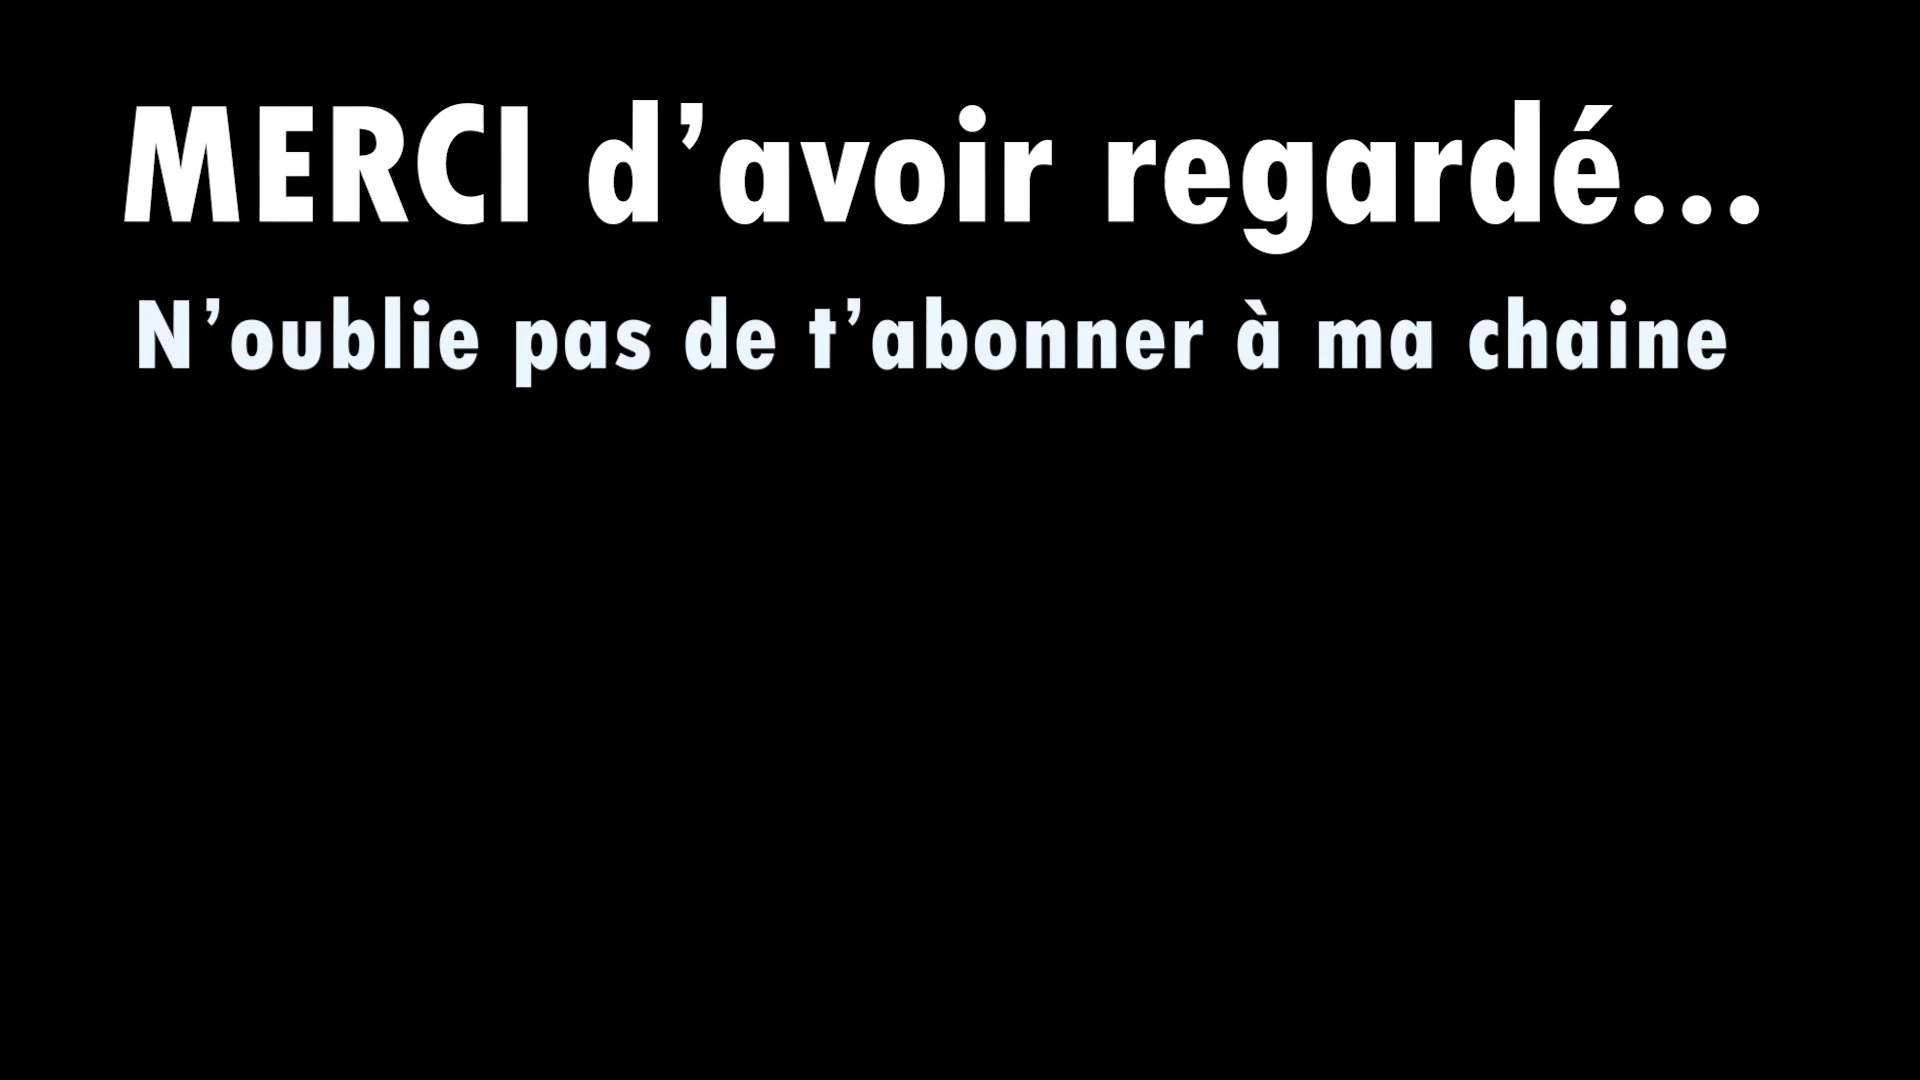 MERCI d’avoir regardé...
N’oublie pas de t’abonner à ma chaine